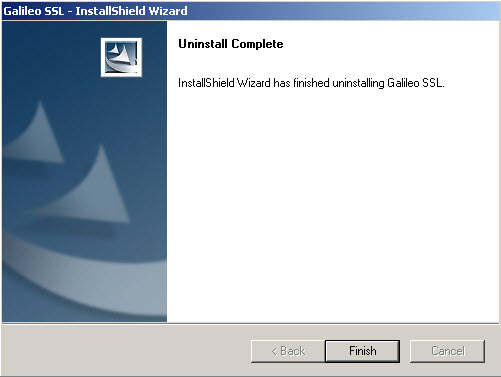 Galileo SSL - InstallShield Wizard
Uninstall Complete
InstallShield Wizard has finished uninstalling Galileo SSL.
< Back
Finish
Cancel